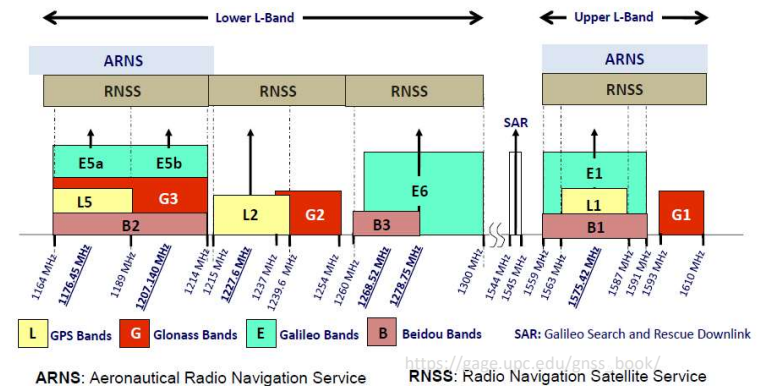 Lower L-Band
Upper L-Band
ARNS
ARNS
RNSS
RNSS
RNSS
RNSS
SAR
E5a
E5b
E6
E1
L5
G3
L2
G2
B3
L1
G1
B2
B1
1164 MHz
1176.45 MHz
1189 MHz
1207.140 MHz
1214 MHz
1215 MHz
1227.6 MHz
1237 MHz
1239.6 MHz
1254 MHz
1260 MHz
1268.52 MHz
1278.75 MHz
1300 MHz
1544 MHz
1545 MHz
1559 MHz
1563 MHz
1575.42 MHz
1587 MHz
1591 MHz
1593 MHz
1610 MHz
L GPS Bands
G Glonass Bands
E Galileo Bands
B Beidou Bands
SAR: Galileo Search and Rescue Downlink
https://gage.upc.edu/gnss_book/
ARNS: Aeronautical Radio Navigation Service
RNSS: Radio Navigation Satellite Service